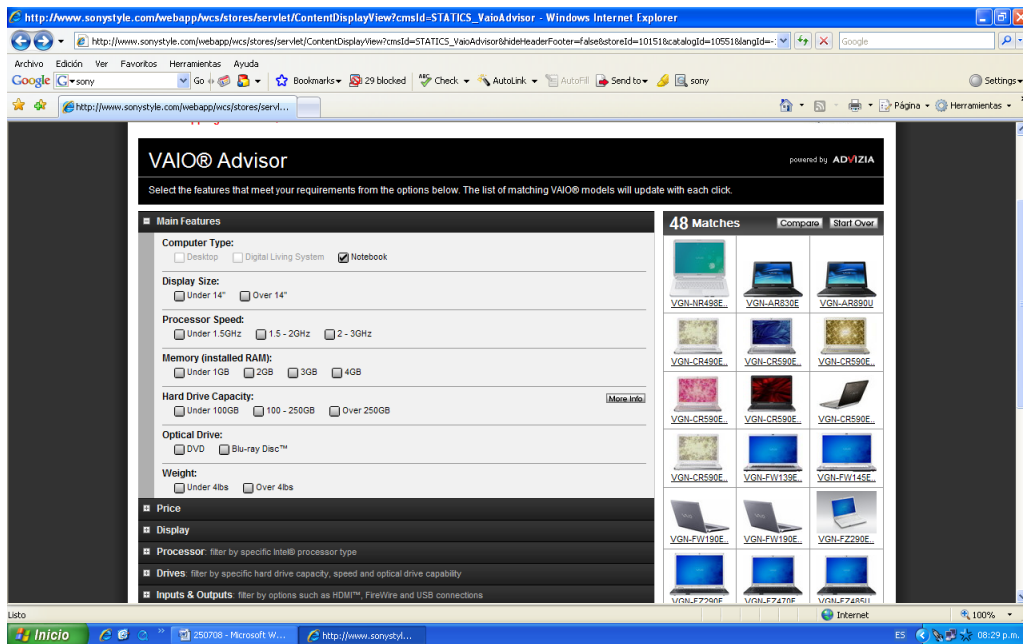 http://www.sonystyle.com/webapp/wcs/stores/servlet/ContentDisplayView?cmsId=STATICS_VaioAdvisor - Windows Internet Explorer
http://www.sonystyle.com/webapp/wcs/stores/servlet/ContentDisplayView?cmsId=STATICS_VaioAdvisor&hideHeaderFooter=false&storeId=10151&catalogId=10551&langId=-: Google
Archivo Edición Ver Favoritos Herramientas Ayuda
Google G sony Go Bookmarks 29 blocked ABC Check AutoLink AutoFill Send to sony Settings
http://www.sonystyle.com/webapp/wcs/stores/servl... Página Herramientas
VAIO® Advisor powered by ADVIZIA
Select the features that meet your requirements from the options below. The list of matching VAIO® models will update with each click.
Main Features
Computer Type:
Desktop Digital Living System Notebook
Display Size:
Under 14" Over 14"
Processor Speed:
Under 1.5GHz 1.5 - 2GHz 2 - 3GHz
Memory (installed RAM):
Under 1GB 2GB 3GB 4GB
Hard Drive Capacity: More Info
Under 100GB 100 - 250GB Over 250GB
Optical Drive:
DVD Blu-ray Disc™
Weight:
Under 4lbs Over 4lbs
Price
Display
Processor: filter by specific Intel® processor type
Drives: filter by specific hard drive capacity, speed and optical drive capability
Inputs & Outputs: filter by options such as HDMI™, FireWire and USB connections
48 Matches Compare Start Over
VGN-NR498E.. VGN-AR830E VGN-AR890U
VGN-CR490E.. VGN-CR590E.. VGN-CR590E..
VGN-CR590E.. VGN-CR590E.. VGN-CR590E..
VGN-CR590E.. VGN-FW139E.. VGN-FW145E..
VGN-FW190E.. VGN-FW190E.. VGN-FZ290E..
VGN-FZ290E.. VGN-FZ470E.. VGN-FZ485U
Listo Internet 100%
Inicio 250708 - Microsoft W... http://www.sonystyl... ES 08:29 p.m.